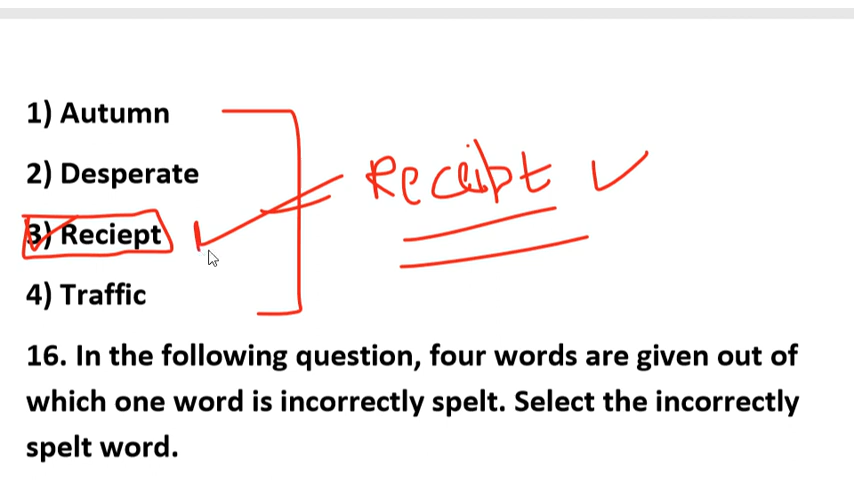 1) Autumn
2) Desperate
Receipt
3) Reciept
4) Traffic
16. In the following question, four words are given out of
which one word is incorrectly spelt. Select the incorrectly
spelt word.